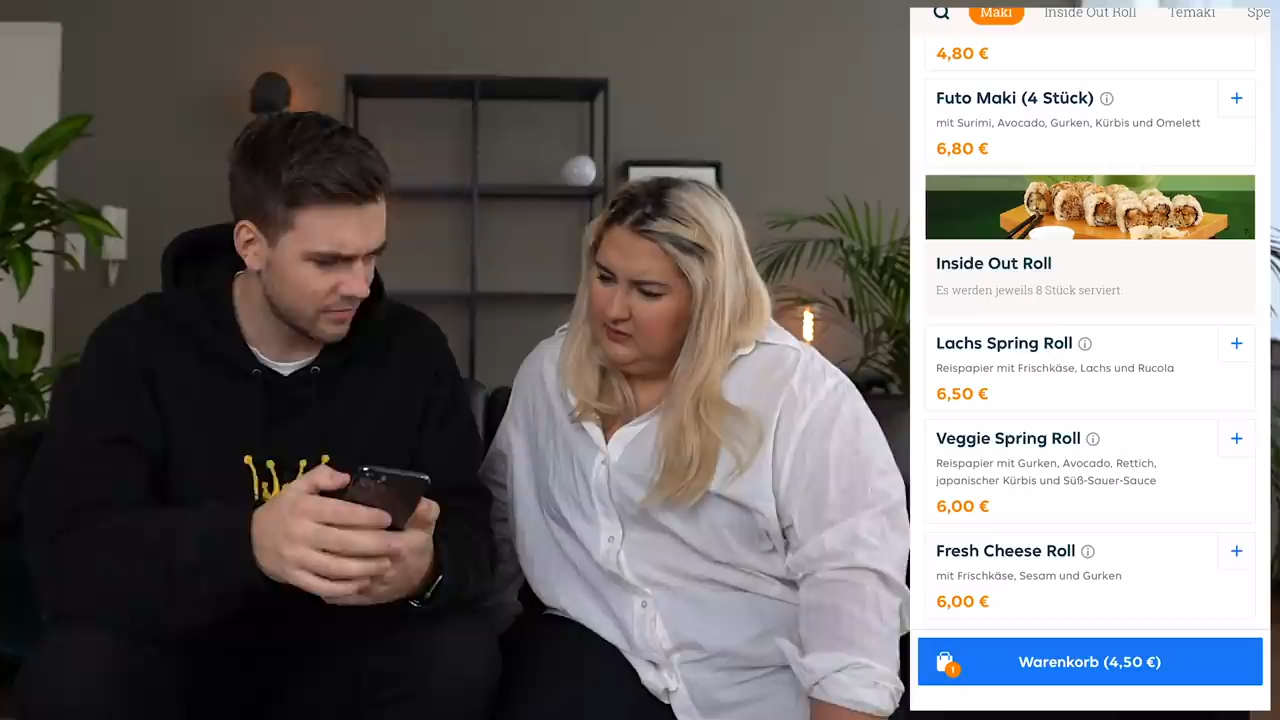 Maki
Inside Out Roll
Temaki
Spe
4,80 €
Futo Maki (4 Stück)
mit Surimi, Avocado, Gurken, Kürbis und Omelett
6,80 €
Inside Out Roll
Es werden jeweils 8 Stück serviert.
Lachs Spring Roll
Reispapier mit Frischkäse, Lachs und Rucola
6,50 €
Veggie Spring Roll
Reispapier mit Gurken, Avocado, Rettich,
japanischer Kürbis und Süß-Sauer-Sauce
6,00 €
Fresh Cheese Roll
mit Frischkäse, Sesam und Gurken
6,00 €
1
Warenkorb (4,50 €)